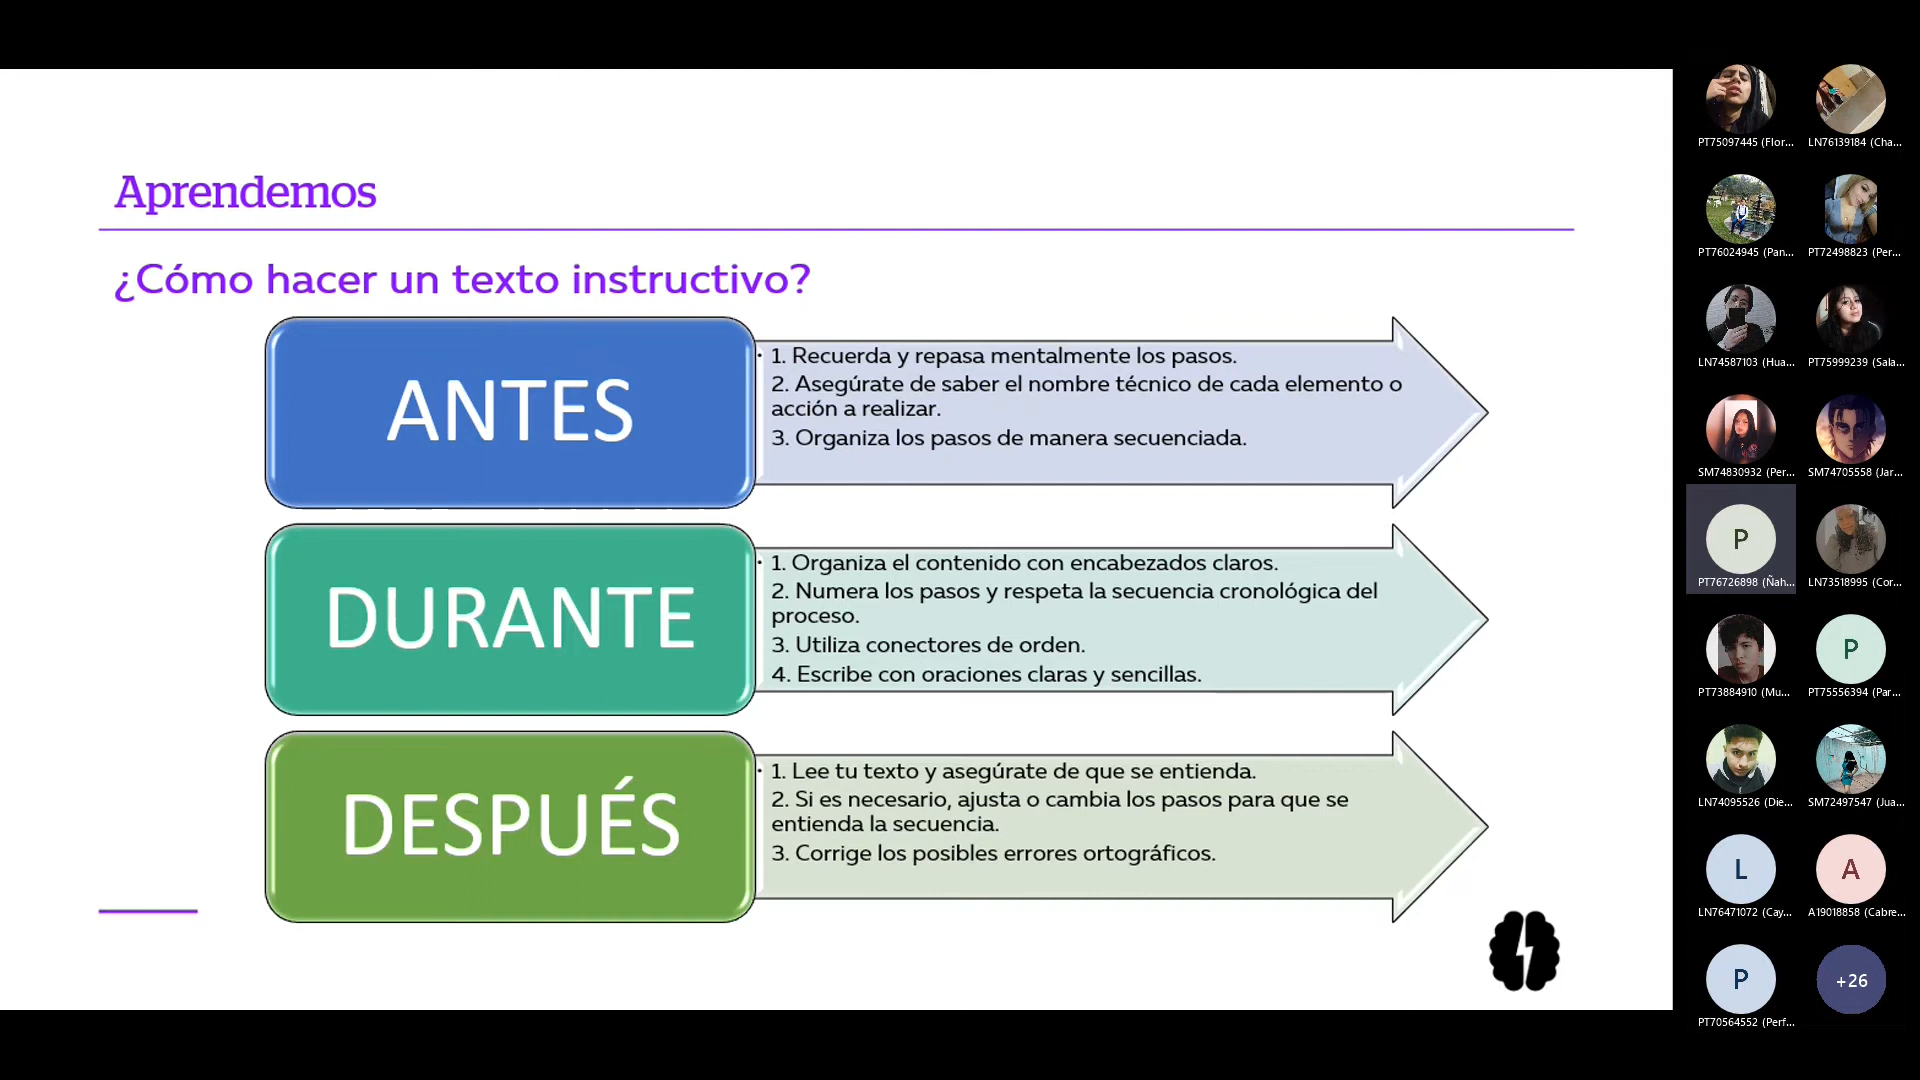 Aprendemos
¿Cómo hacer un texto instructivo?
ANTES
• 1. Recuerda y repasa mentalmente los pasos.
2. Asegúrate de saber el nombre técnico de cada elemento o
acción a realizar.
3. Organiza los pasos de manera secuenciada.
DURANTE
• 1. Organiza el contenido con encabezados claros.
2. Numera los pasos y respeta la secuencia cronológica del
proceso.
3. Utiliza conectores de orden.
4. Escribe con oraciones claras y sencillas.
DESPUÉS
• 1. Lee tu texto y asegúrate de que se entienda.
2. Si es necesario, ajusta o cambia los pasos para que se
entienda la secuencia.
3. Corrige los posibles errores ortográficos.
PT75097445 (Flor...
LN76139184 (Cha...
PT76024945 (Pan...
PT72498823 (Per...
LN74587103 (Hua...
PT75999239 (Sala...
SM74830932 (Per...
SM74705558 (Jar...
P
PT76726898 (Ñah...
LN73518995 (Cor...
PT73884910 (Mu...
P
PT75556394 (Par...
LN74095526 (Die...
SM72497547 (Jua...
L
LN76471072 (Cay...
A
A19018858 (Cabre...
P
PT70564552 (Perf...
+26